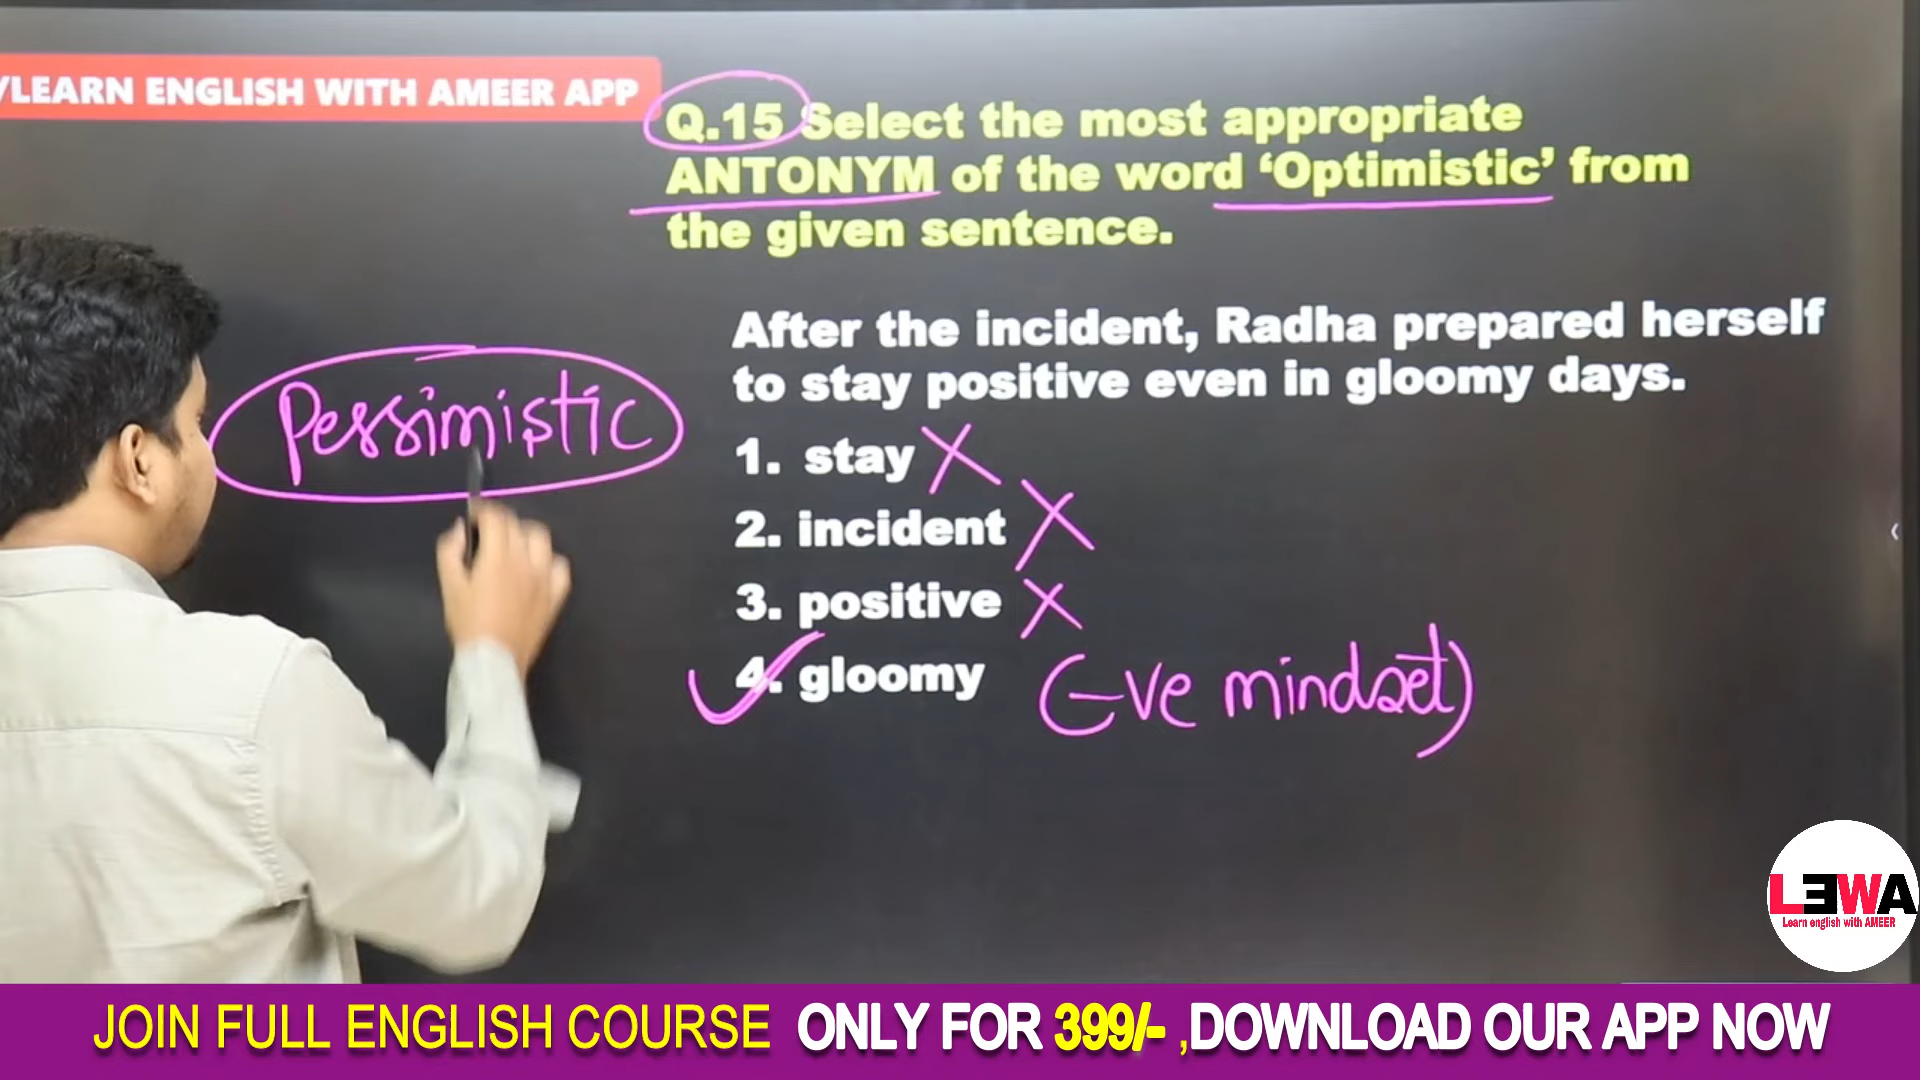 /LEARN ENGLISH WITH AMEER APP
Q.15 Select the most appropriate
ANTONYM of the word ‘Optimistic’ from
the given sentence.
After the incident, Radha prepared herself
to stay positive even in gloomy days.
Pessimistic
1. stay
2. incident
3. positive
4. gloomy (-ve mindset)
LEWA
Learn english with AMEER
JOIN FULL ENGLISH COURSE ONLY FOR 399/- ,DOWNLOAD OUR APP NOW